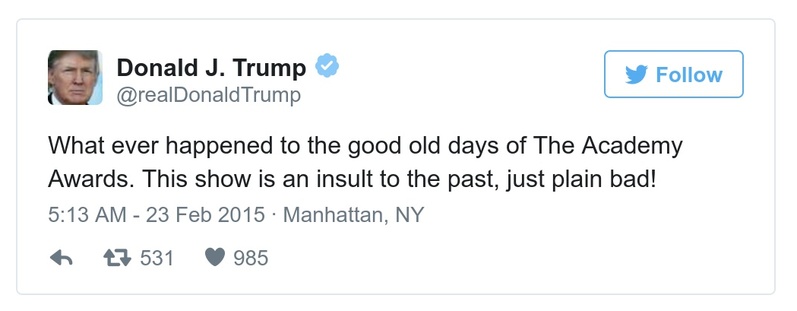 Donald J. Trump
@realDonaldTrump
Follow
What ever happened to the good old days of The Academy
Awards. This show is an insult to the past, just plain bad!
5:13 AM - 23 Feb 2015 · Manhattan, NY
531 985